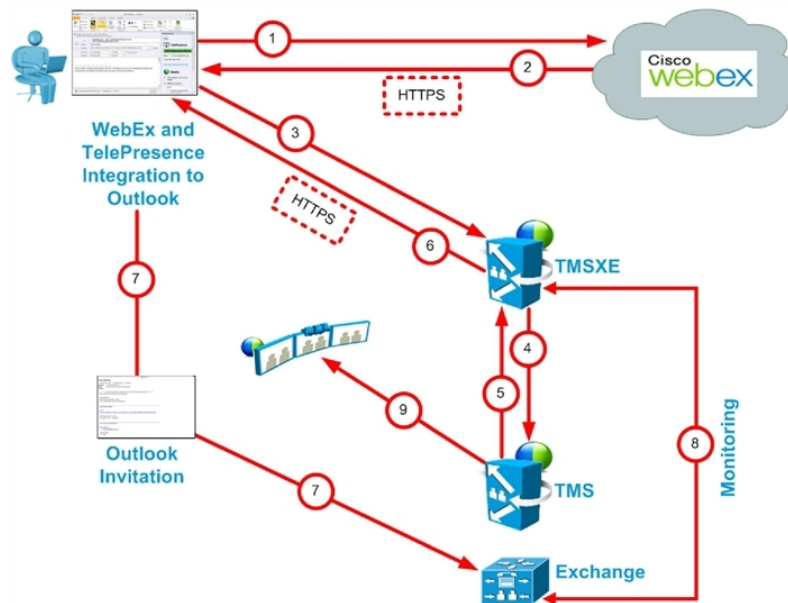 1
Cisco
webex
2
HTTPS
3
WebEx and
TelePresence
Integration to
Outlook
HTTPS
6
TMSXE
7
4
5
9
8
Monitoring
Outlook
Invitation
7
TMS
Exchange